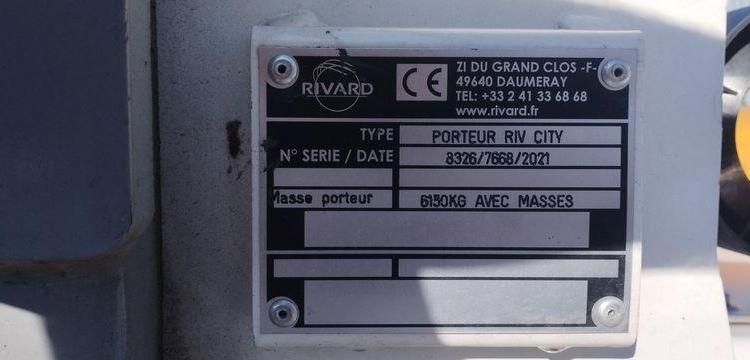 RIVARD
CE
ZI DU GRAND CLOS -F-
49640 DAUMERAY
TEL: +33 2 41 33 68 68
www.rivard.fr
TYPE PORTEUR RIV CITY
N° SERIE / DATE 8326/7668/2021
Masse porteur 6150KG AVEC MASSES